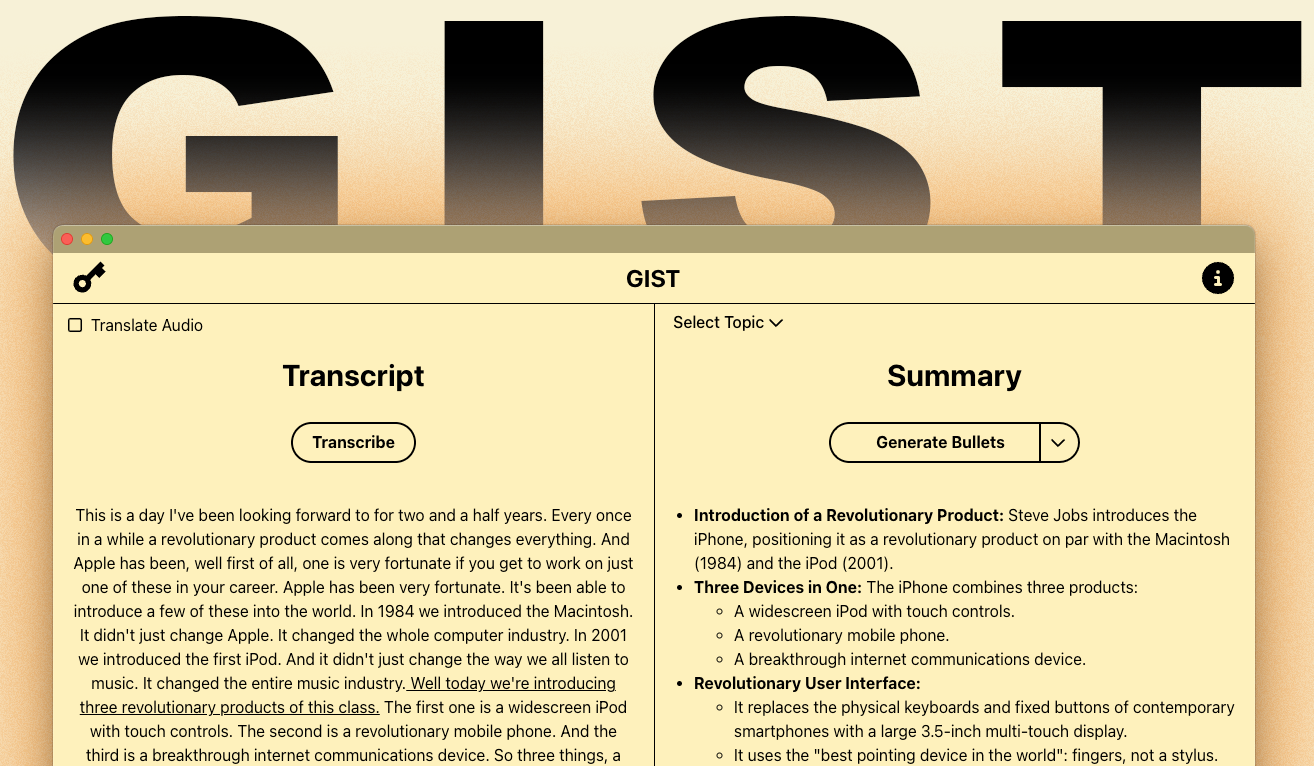 GIST
GIST
Translate Audio
Transcript
Transcribe
This is a day I've been looking forward to for two and a half years. Every once
in a while a revolutionary product comes along that changes everything. And
Apple has been, well first of all, one is very fortunate if you get to work on just
one of these in your career. Apple has been very fortunate. It's been able to
introduce a few of these into the world. In 1984 we introduced the Macintosh.
It didn't just change Apple. It changed the whole computer industry. In 2001
we introduced the first iPod. And it didn't just change the way we all listen to
music. It changed the entire music industry. Well today we're introducing
three revolutionary products of this class. The first one is a widescreen iPod
with touch controls. The second is a revolutionary mobile phone. And the
third is a breakthrough internet communications device. So three things, a
Select Topic
Summary
Generate Bullets
• Introduction of a Revolutionary Product: Steve Jobs introduces the
iPhone, positioning it as a revolutionary product on par with the Macintosh
(1984) and the iPod (2001).
• Three Devices in One: The iPhone combines three products:
◦ A widescreen iPod with touch controls.
◦ A revolutionary mobile phone.
◦ A breakthrough internet communications device.
• Revolutionary User Interface:
◦ It replaces the physical keyboards and fixed buttons of contemporary
smartphones with a large 3.5-inch multi-touch display.
◦ It uses the "best pointing device in the world": fingers, not a stylus.